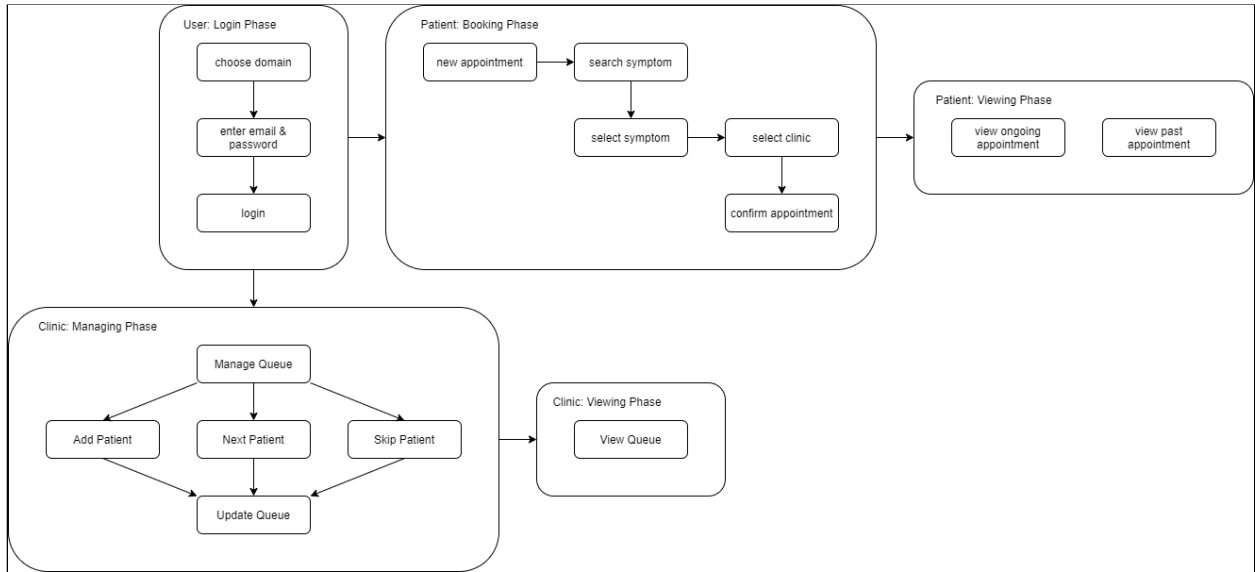 User: Login Phase
choose domain
enter email &
password
login
Patient: Booking Phase
new appointment
search symptom
select symptom
select clinic
confirm appointment
Patient: Viewing Phase
view ongoing
appointment
view past
appointment
Clinic: Managing Phase
Manage Queue
Add Patient
Next Patient
Skip Patient
Update Queue
Clinic: Viewing Phase
View Queue